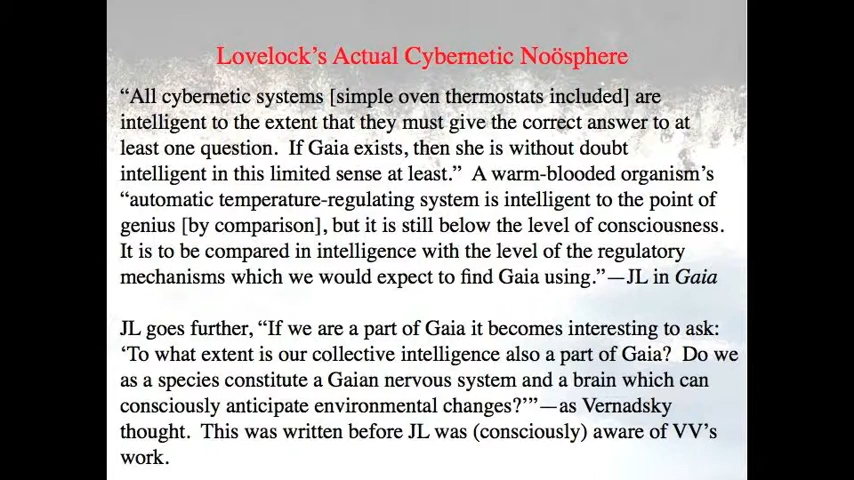 Lovelock’s Actual Cybernetic Noösphere
“All cybernetic systems [simple oven thermostats included] are
intelligent to the extent that they must give the correct answer to at
least one question.  If Gaia exists, then she is without doubt
intelligent in this limited sense at least.”  A warm-blooded organism’s
“automatic temperature-regulating system is intelligent to the point of
genius [by comparison], but it is still below the level of consciousness.
It is to be compared in intelligence with the level of the regulatory
mechanisms which we would expect to find Gaia using.”—JL in Gaia
JL goes further, “If we are a part of Gaia it becomes interesting to ask:
‘To what extent is our collective intelligence also a part of Gaia?  Do we
as a species constitute a Gaian nervous system and a brain which can
consciously anticipate environmental changes?’”—as Vernadsky
thought.  This was written before JL was (consciously) aware of VV’s
work.